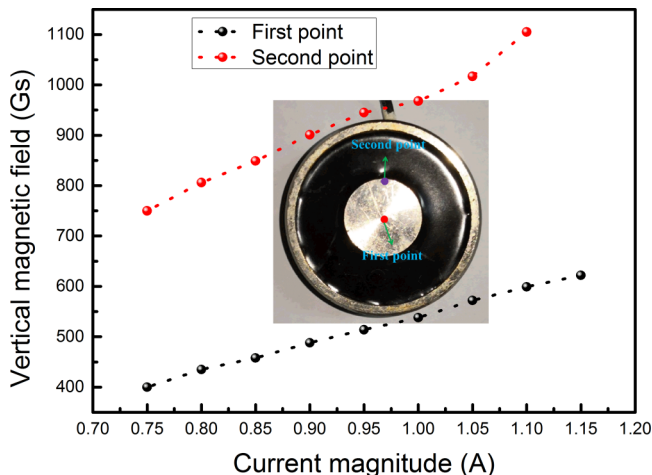 First point
Second point
1100
1000
900
800
700
600
500
400
Vertical magnetic field (Gs)
Second point
First point
0.70 0.75 0.80 0.85 0.90 0.95 1.00 1.05 1.10 1.15 1.20
Current magnitude (A)